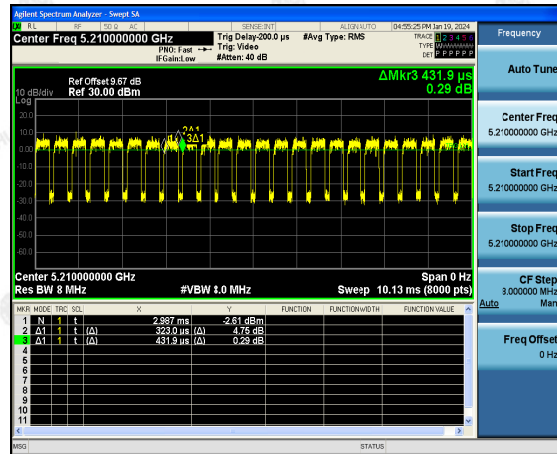 Agilent Spectrum Analyzer - Swept SA
RL RF 50 Ω AC SENSE:INT ALIGN AUTO 04:55:25 PM Jan 19, 2024
Center Freq 5.210000000 GHz
PNO: Fast
IFGain:Low
Trig Delay-200.0 µs
Trig: Video
#Atten: 40 dB
#Avg Type: RMS
TRACE 1 2 3 4 5 6
TYPE
DET P P P P P P
Ref Offset 9.67 dB
10 dB/div Ref 30.00 dBm
ΔMkr3 431.9 µs
0.29 dB
Log
20.0
10.0
0.00
-10.0
-20.0
-30.0
-40.0
-50.0
-60.0
2Δ1
3Δ1
Center 5.210000000 GHz Span 0 Hz
Res BW 8 MHz #VBW 8.0 MHz Sweep 10.13 ms (8000 pts)
MKR MODE TRC SCL X Y FUNCTION FUNCTION WIDTH FUNCTION VALUE
1 N 1 t 2.987 ms -2.61 dBm
2 Δ1 1 t (Δ) 323.0 µs (Δ) 4.75 dB
3 Δ1 1 t (Δ) 431.9 µs (Δ) 0.29 dB
4
5
6
7
8
9
10
11
MSG STATUS
Frequency
Auto Tune
Center Freq
5.210000000 GHz
Start Freq
5.210000000 GHz
Stop Freq
5.210000000 GHz
CF Step
8.000000 MHz
Auto Man
Freq Offset
0 Hz